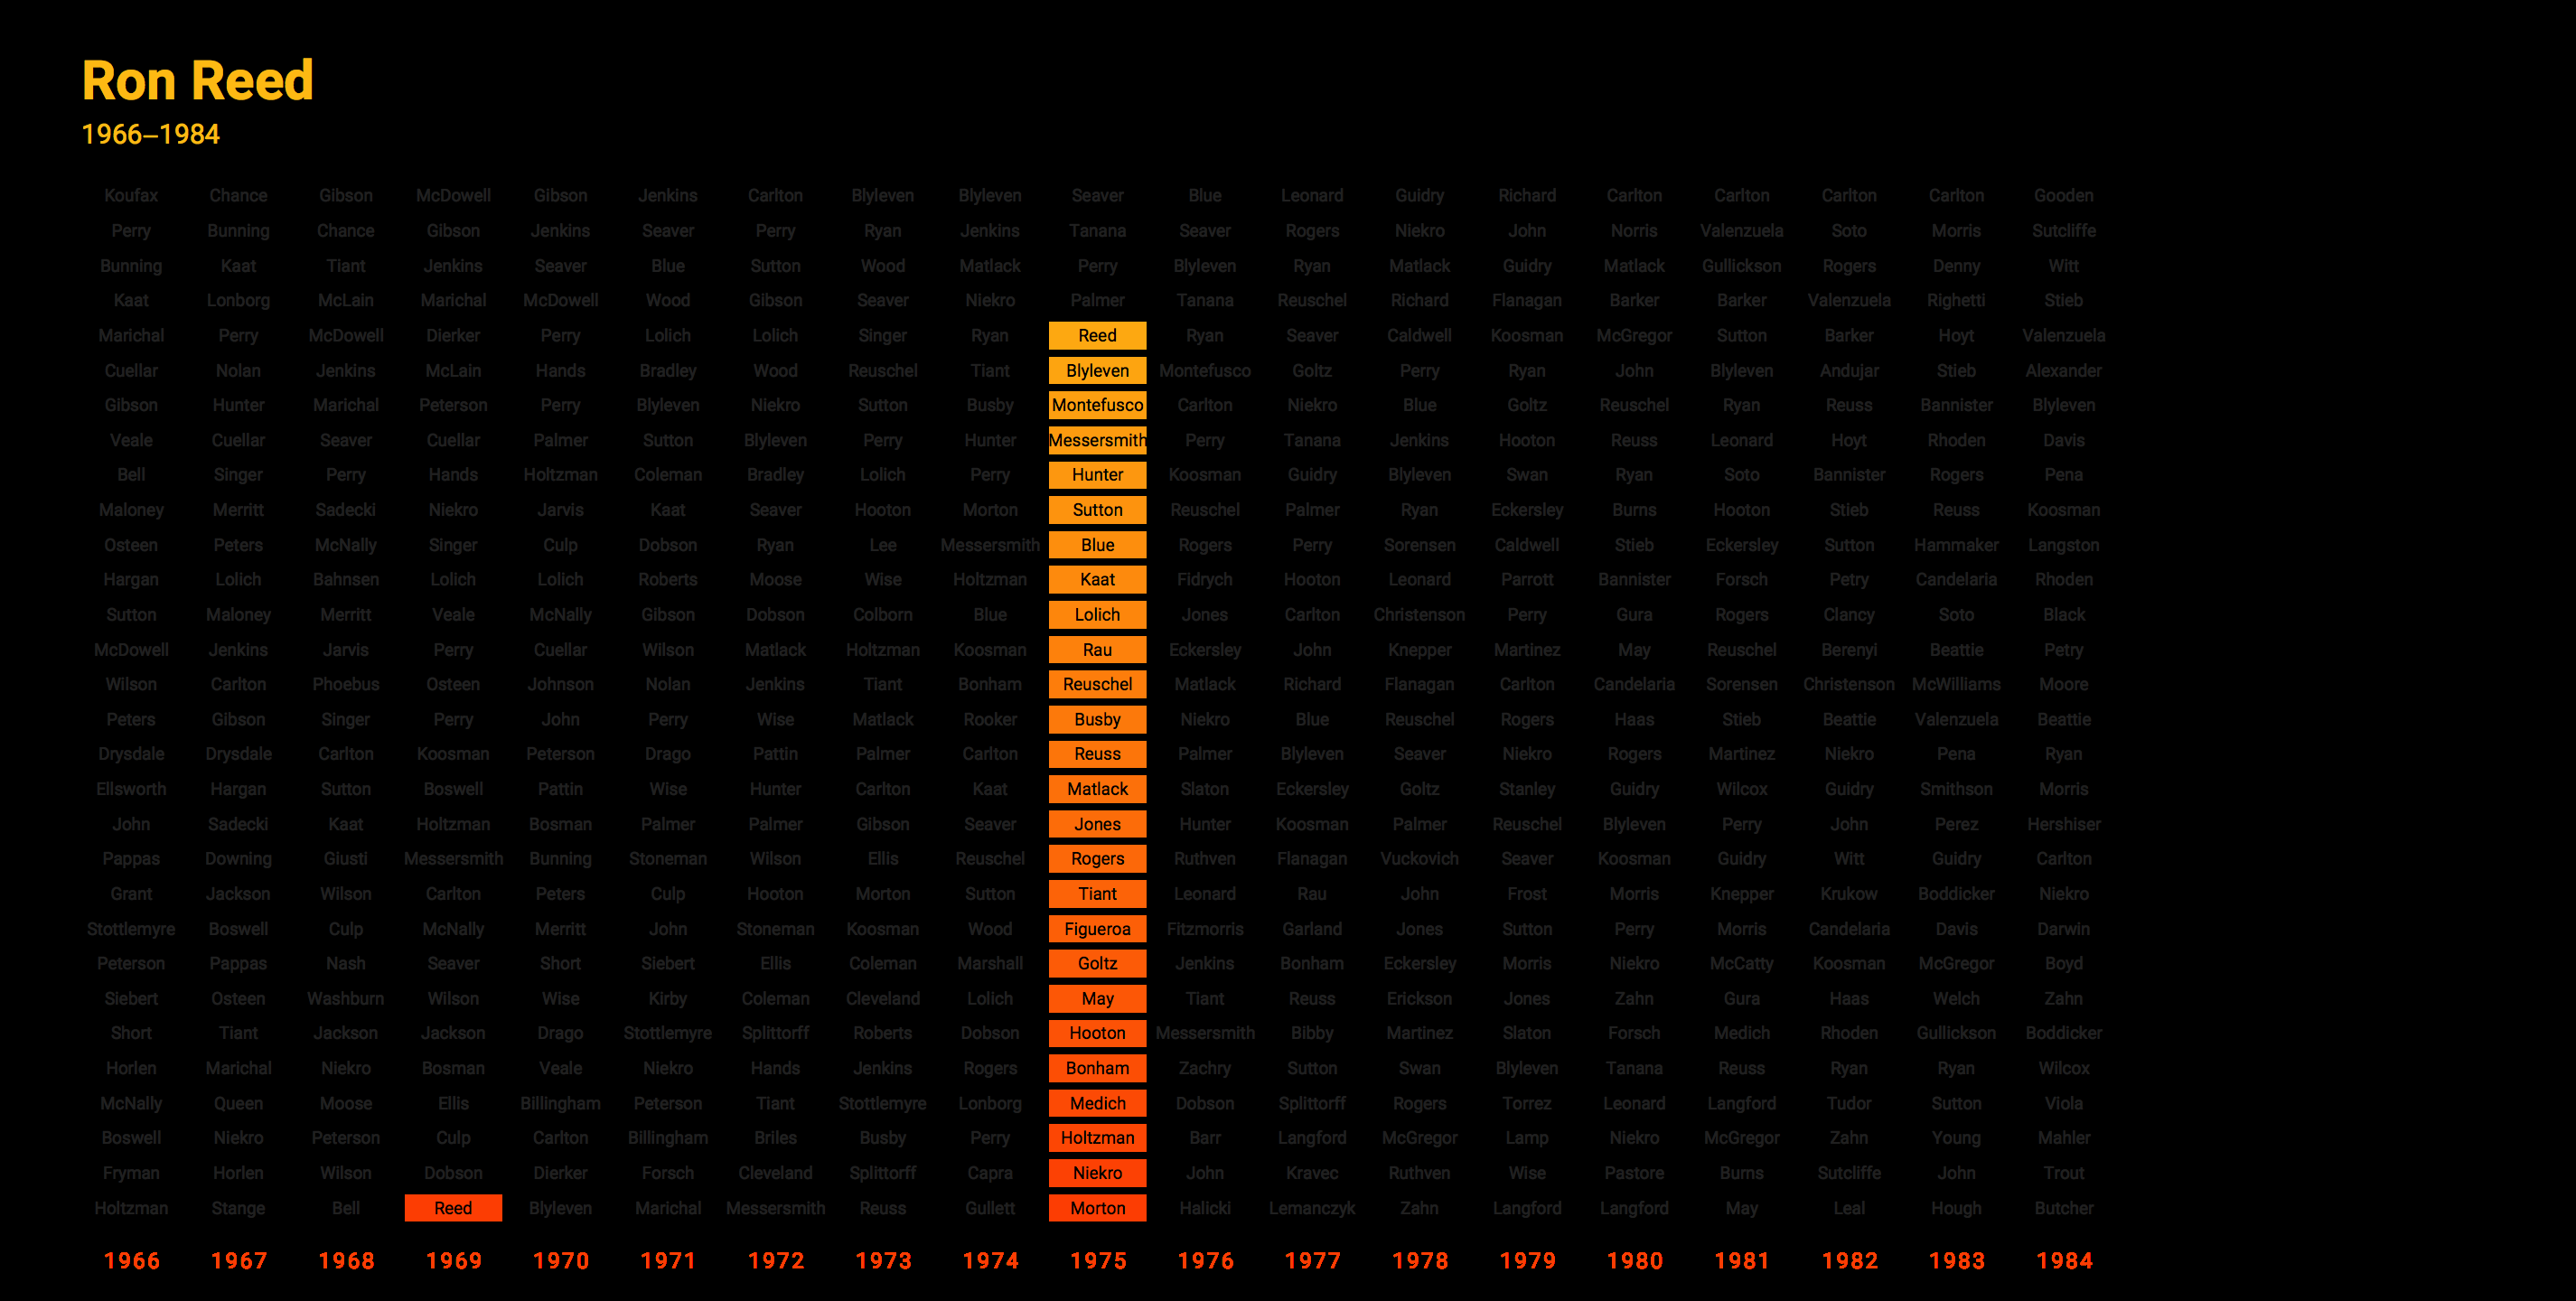 Ron Reed
1966–1984
Koufax Chance Gibson McDowell Gibson Jenkins Carlton Blyleven Blyleven Seaver Blue Leonard Guidry Richard Carlton Carlton Carlton Carlton Gooden
Perry Bunning Chance Gibson Jenkins Seaver Perry Ryan Jenkins Tanana Seaver Rogers Niekro John Norris Valenzuela Soto Morris Sutcliffe
Bunning Kaat Tiant Jenkins Seaver Blue Sutton Wood Matlack Perry Blyleven Ryan Matlack Guidry Matlack Gullickson Rogers Denny Witt
Kaat Lonborg McLain Marichal McDowell Wood Gibson Seaver Niekro Palmer Tanana Reuschel Richard Flanagan Barker Barker Valenzuela Righetti Stieb
Marichal Perry McDowell Dierker Perry Lolich Lolich Singer Ryan Reed Ryan Seaver Caldwell Koosman McGregor Sutton Barker Hoyt Valenzuela
Cuellar Nolan Jenkins McLain Hands Bradley Wood Reuschel Tiant Blyleven Montefusco Goltz Perry Ryan John Blyleven Andujar Stieb Alexander
Gibson Hunter Marichal Peterson Perry Blyleven Niekro Sutton Busby Montefusco Carlton Niekro Blue Goltz Reuschel Ryan Reuss Bannister Blyleven
Veale Cuellar Seaver Cuellar Palmer Sutton Blyleven Perry Hunter Messersmith Perry Tanana Jenkins Hooton Reuss Leonard Hoyt Rhoden Davis
Bell Singer Perry Hands Holtzman Coleman Bradley Lolich Perry Hunter Koosman Guidry Blyleven Swan Ryan Soto Bannister Rogers Pena
Maloney Merritt Sadecki Niekro Jarvis Kaat Seaver Hooton Morton Sutton Reuschel Palmer Ryan Eckersley Burns Hooton Stieb Reuss Koosman
Osteen Peters McNally Singer Culp Dobson Ryan Lee Messersmith Blue Rogers Perry Sorensen Caldwell Stieb Eckersley Sutton Hammaker Langston
Hargan Lolich Bahnsen Lolich Lolich Roberts Moose Wise Holtzman Kaat Fidrych Hooton Leonard Parrott Bannister Forsch Petry Candelaria Rhoden
Sutton Maloney Merritt Veale McNally Gibson Dobson Colborn Blue Lolich Jones Carlton Christenson Perry Gura Rogers Clancy Soto Black
McDowell Jenkins Jarvis Perry Cuellar Wilson Matlack Holtzman Koosman Rau Eckersley John Knepper Martinez May Reuschel Berenyi Beattie Petry
Wilson Carlton Phoebus Osteen Johnson Nolan Jenkins Tiant Bonham Reuschel Matlack Richard Flanagan Carlton Candelaria Sorensen Christenson McWilliams Moore
Peters Gibson Singer Perry John Perry Wise Matlack Rooker Busby Niekro Blue Reuschel Rogers Haas Stieb Beattie Valenzuela Beattie
Drysdale Drysdale Carlton Koosman Peterson Drago Pattin Palmer Carlton Reuss Palmer Blyleven Seaver Niekro Rogers Martinez Niekro Pena Ryan
Ellsworth Hargan Sutton Boswell Pattin Wise Hunter Carlton Kaat Matlack Slaton Eckersley Goltz Stanley Guidry Wilcox Guidry Smithson Morris
John Sadecki Kaat Holtzman Bosman Palmer Palmer Gibson Seaver Jones Hunter Koosman Palmer Reuschel Blyleven Perry John Perez Hershiser
Pappas Downing Giusti Messersmith Bunning Stoneman Wilson Ellis Reuschel Rogers Ruthven Flanagan Vuckovich Seaver Koosman Guidry Witt Guidry Carlton
Grant Jackson Wilson Carlton Peters Culp Hooton Morton Sutton Tiant Leonard Rau John Frost Morris Knepper Krukow Boddicker Niekro
Stottlemyre Boswell Culp McNally Merritt John Stoneman Koosman Wood Figueroa Fitzmorris Garland Jones Sutton Perry Morris Candelaria Davis Darwin
Peterson Pappas Nash Seaver Short Siebert Ellis Coleman Marshall Goltz Jenkins Bonham Eckersley Morris Niekro McCatty Koosman McGregor Boyd
Siebert Osteen Washburn Wilson Wise Kirby Coleman Cleveland Lolich May Tiant Reuss Erickson Jones Zahn Gura Haas Welch Zahn
Short Tiant Jackson Jackson Drago Stottlemyre Splittorff Roberts Dobson Hooton Messersmith Bibby Martinez Slaton Forsch Medich Rhoden Gullickson Boddicker
Horlen Marichal Niekro Bosman Veale Niekro Hands Jenkins Rogers Bonham Zachry Sutton Swan Blyleven Tanana Reuss Ryan Ryan Wilcox
McNally Queen Moose Ellis Billingham Peterson Tiant Stottlemyre Lonborg Medich Dobson Splittorff Rogers Torrez Leonard Langford Tudor Sutton Viola
Boswell Niekro Peterson Culp Carlton Billingham Briles Busby Perry Holtzman Barr Langford McGregor Lamp Niekro McGregor Zahn Young Mahler
Fryman Horlen Wilson Dobson Dierker Forsch Cleveland Splittorff Capra Niekro John Kravec Ruthven Wise Pastore Burns Sutcliffe John Trout
Holtzman Stange Bell Reed Blyleven Marichal Messersmith Reuss Gullett Morton Halicki Lemanczyk Zahn Langford Langford May Leal Hough Butcher
1966 1967 1968 1969 1970 1971 1972 1973 1974 1975 1976 1977 1978 1979 1980 1981 1982 1983 1984